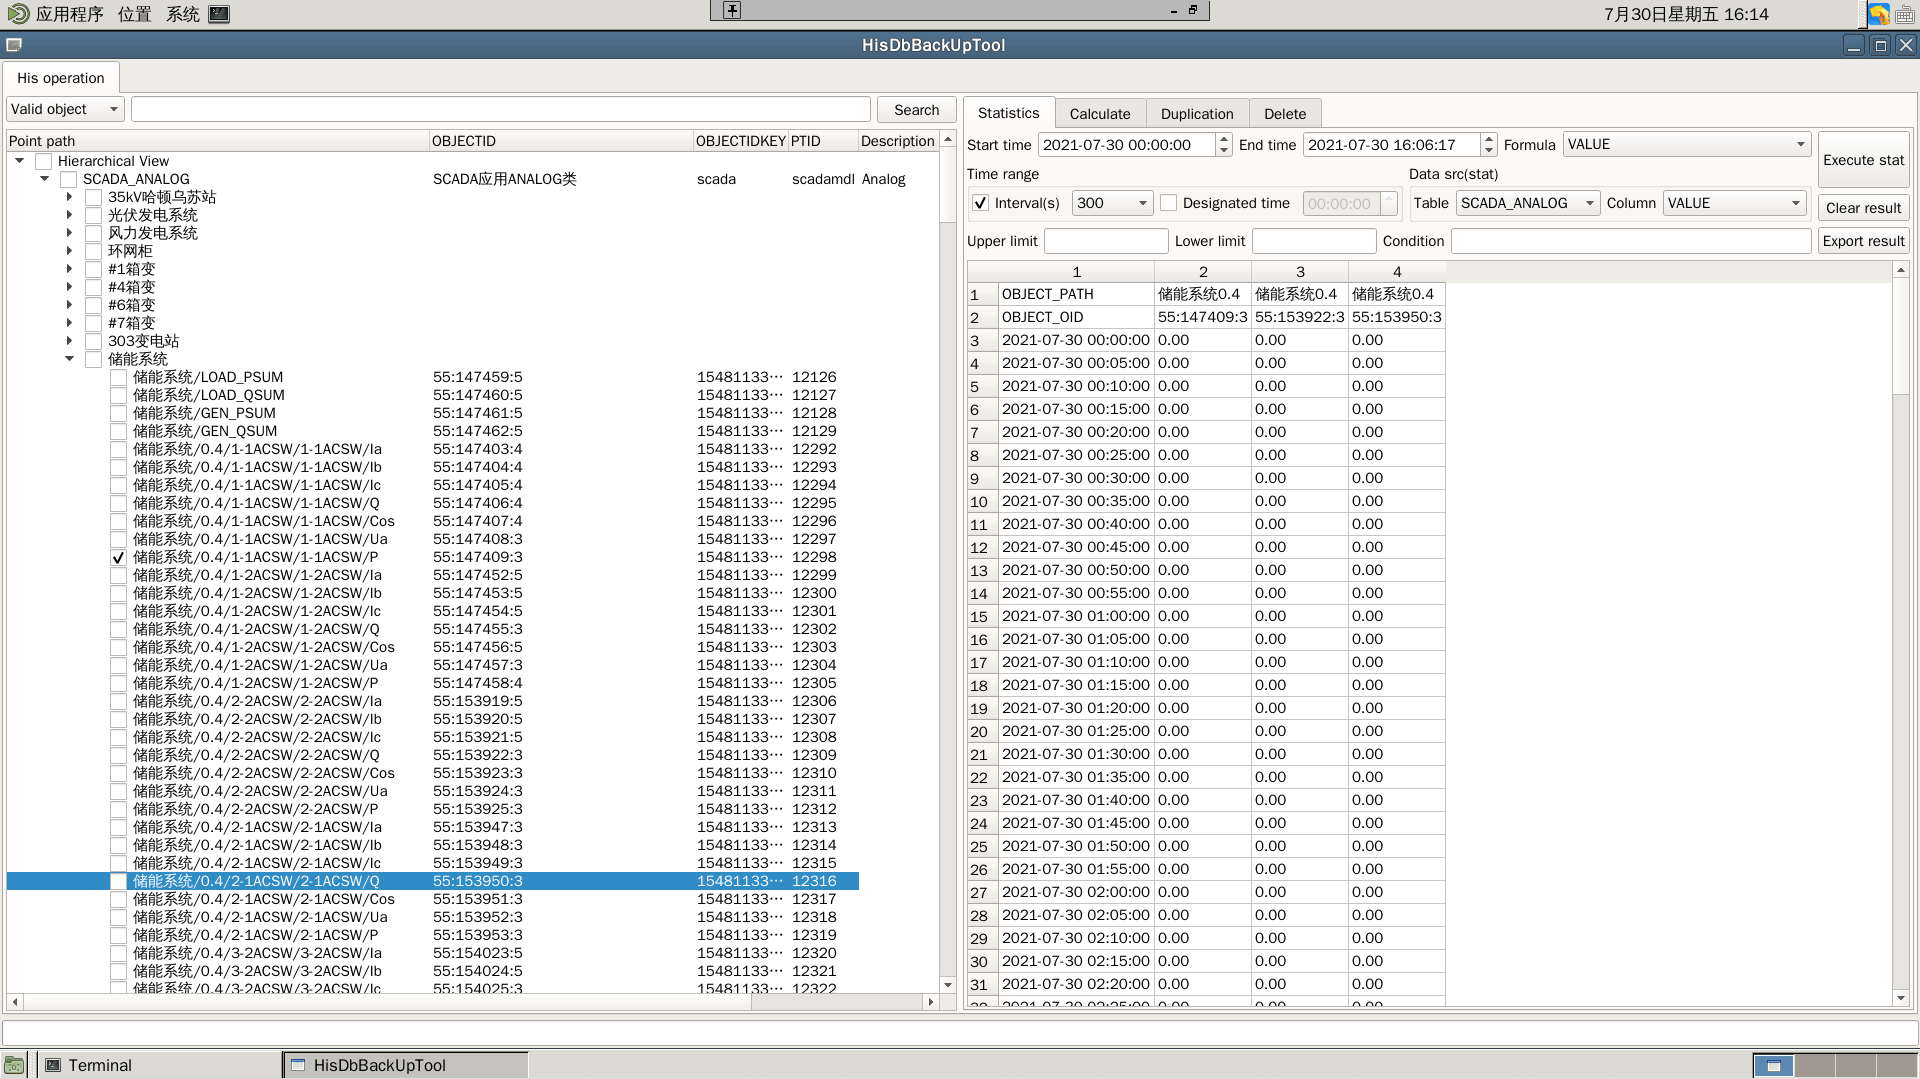 应用程序 位置 系统 7月30日星期五 16:14
HisDbBackUpTool
His operation
Valid object Search
Point path OBJECTID OBJECTIDKEY PTID Description
Hierarchical View
SCADA_ANALOG SCADA应用ANALOG类 scada scadamdl Analog
35kV哈顿乌苏站
光伏发电系统
风力发电系统
环网柜
#1箱变
#4箱变
#6箱变
#7箱变
303变电站
储能系统
储能系统/LOAD_PSUM 55:147459:5 15481133··· 12126
储能系统/LOAD_QSUM 55:147460:5 15481133··· 12127
储能系统/GEN_PSUM 55:147461:5 15481133··· 12128
储能系统/GEN_QSUM 55:147462:5 15481133··· 12129
储能系统/0.4/1-1ACSW/1-1ACSW/Ia 55:147403:4 15481133··· 12292
储能系统/0.4/1-1ACSW/1-1ACSW/Ib 55:147404:4 15481133··· 12293
储能系统/0.4/1-1ACSW/1-1ACSW/Ic 55:147405:4 15481133··· 12294
储能系统/0.4/1-1ACSW/1-1ACSW/Q 55:147406:4 15481133··· 12295
储能系统/0.4/1-1ACSW/1-1ACSW/Cos 55:147407:4 15481133··· 12296
储能系统/0.4/1-1ACSW/1-1ACSW/Ua 55:147408:3 15481133··· 12297
储能系统/0.4/1-1ACSW/1-1ACSW/P 55:147409:3 15481133··· 12298
储能系统/0.4/1-2ACSW/1-2ACSW/Ia 55:147452:5 15481133··· 12299
储能系统/0.4/1-2ACSW/1-2ACSW/Ib 55:147453:5 15481133··· 12300
储能系统/0.4/1-2ACSW/1-2ACSW/Ic 55:147454:5 15481133··· 12301
储能系统/0.4/1-2ACSW/1-2ACSW/Q 55:147455:3 15481133··· 12302
储能系统/0.4/1-2ACSW/1-2ACSW/Cos 55:147456:5 15481133··· 12303
储能系统/0.4/1-2ACSW/1-2ACSW/Ua 55:147457:3 15481133··· 12304
储能系统/0.4/1-2ACSW/1-2ACSW/P 55:147458:4 15481133··· 12305
储能系统/0.4/2-2ACSW/2-2ACSW/Ia 55:153919:5 15481133··· 12306
储能系统/0.4/2-2ACSW/2-2ACSW/Ib 55:153920:5 15481133··· 12307
储能系统/0.4/2-2ACSW/2-2ACSW/Ic 55:153921:5 15481133··· 12308
储能系统/0.4/2-2ACSW/2-2ACSW/Q 55:153922:3 15481133··· 12309
储能系统/0.4/2-2ACSW/2-2ACSW/Cos 55:153923:3 15481133··· 12310
储能系统/0.4/2-2ACSW/2-2ACSW/Ua 55:153924:3 15481133··· 12311
储能系统/0.4/2-2ACSW/2-2ACSW/P 55:153925:3 15481133··· 12312
储能系统/0.4/2-1ACSW/2-1ACSW/Ia 55:153947:3 15481133··· 12313
储能系统/0.4/2-1ACSW/2-1ACSW/Ib 55:153948:3 15481133··· 12314
储能系统/0.4/2-1ACSW/2-1ACSW/Ic 55:153949:3 15481133··· 12315
储能系统/0.4/2-1ACSW/2-1ACSW/Q 55:153950:3 15481133··· 12316
储能系统/0.4/2-1ACSW/2-1ACSW/Cos 55:153951:3 15481133··· 12317
储能系统/0.4/2-1ACSW/2-1ACSW/Ua 55:153952:3 15481133··· 12318
储能系统/0.4/2-1ACSW/2-1ACSW/P 55:153953:3 15481133··· 12319
储能系统/0.4/3-2ACSW/3-2ACSW/Ia 55:154023:5 15481133··· 12320
储能系统/0.4/3-2ACSW/3-2ACSW/Ib 55:154024:5 15481133··· 12321
储能系统/0.4/3-2ACSW/3-2ACSW/Ic 55:154025:3 15481133··· 12322
Statistics Calculate Duplication Delete
Start time 2021-07-30 00:00:00 End time 2021-07-30 16:06:17 Formula VALUE
Execute stat
Time range Data src(stat)
Interval(s) 300 Designated time 00:00:00 Table SCADA_ANALOG Column VALUE Clear result
Upper limit Lower limit Condition Export result
1 2 3 4
1 OBJECT_PATH 储能系统0.4 储能系统0.4 储能系统0.4
2 OBJECT_OID 55:147409:3 55:153922:3 55:153950:3
3 2021-07-30 00:00:00 0.00 0.00 0.00
4 2021-07-30 00:05:00 0.00 0.00 0.00
5 2021-07-30 00:10:00 0.00 0.00 0.00
6 2021-07-30 00:15:00 0.00 0.00 0.00
7 2021-07-30 00:20:00 0.00 0.00 0.00
8 2021-07-30 00:25:00 0.00 0.00 0.00
9 2021-07-30 00:30:00 0.00 0.00 0.00
10 2021-07-30 00:35:00 0.00 0.00 0.00
11 2021-07-30 00:40:00 0.00 0.00 0.00
12 2021-07-30 00:45:00 0.00 0.00 0.00
13 2021-07-30 00:50:00 0.00 0.00 0.00
14 2021-07-30 00:55:00 0.00 0.00 0.00
15 2021-07-30 01:00:00 0.00 0.00 0.00
16 2021-07-30 01:05:00 0.00 0.00 0.00
17 2021-07-30 01:10:00 0.00 0.00 0.00
18 2021-07-30 01:15:00 0.00 0.00 0.00
19 2021-07-30 01:20:00 0.00 0.00 0.00
20 2021-07-30 01:25:00 0.00 0.00 0.00
21 2021-07-30 01:30:00 0.00 0.00 0.00
22 2021-07-30 01:35:00 0.00 0.00 0.00
23 2021-07-30 01:40:00 0.00 0.00 0.00
24 2021-07-30 01:45:00 0.00 0.00 0.00
25 2021-07-30 01:50:00 0.00 0.00 0.00
26 2021-07-30 01:55:00 0.00 0.00 0.00
27 2021-07-30 02:00:00 0.00 0.00 0.00
28 2021-07-30 02:05:00 0.00 0.00 0.00
29 2021-07-30 02:10:00 0.00 0.00 0.00
30 2021-07-30 02:15:00 0.00 0.00 0.00
31 2021-07-30 02:20:00 0.00 0.00 0.00
Terminal HisDbBackUpTool